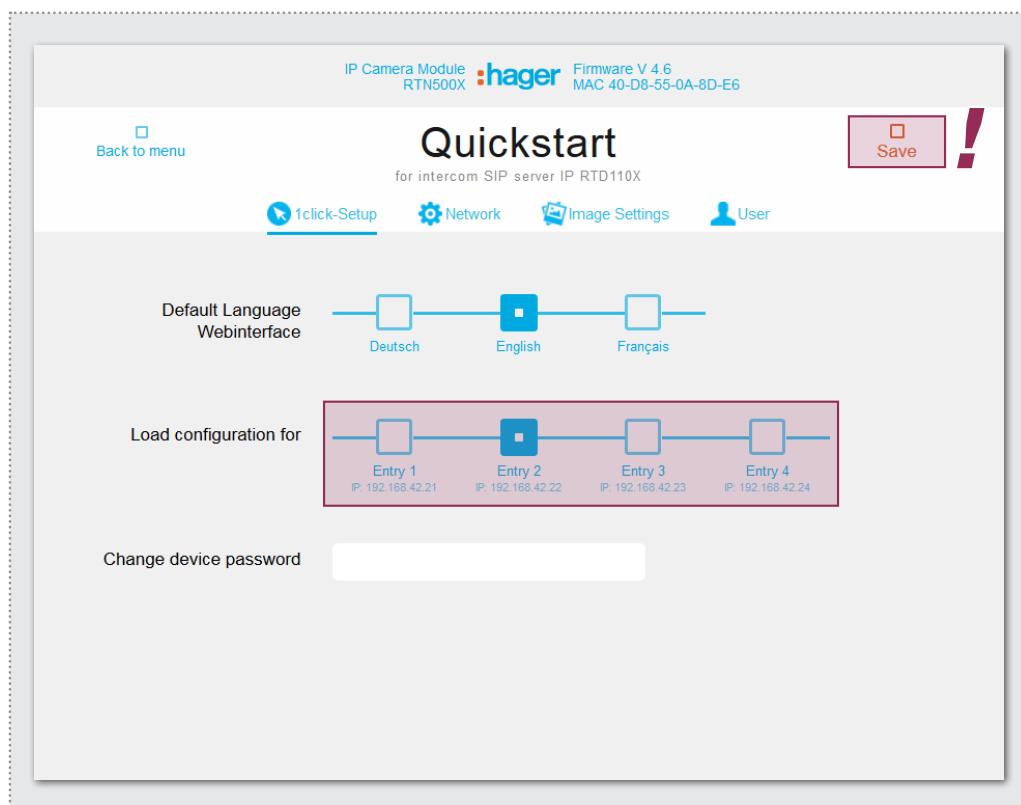 IP Camera Module
RTN500X
:hager
Firmware V 4.6
MAC 40-D8-55-0A-8D-E6
Back to menu
Quickstart
for intercom SIP server IP RTD110X
Save
!
1click-Setup Network Image Settings User
Default Language
Webinterface
Deutsch English Français
Load configuration for
Entry 1 Entry 2 Entry 3 Entry 4
IP: 192.168.42.21 IP: 192.168.42.22 IP: 192.168.42.23 IP: 192.168.42.24
Change device password